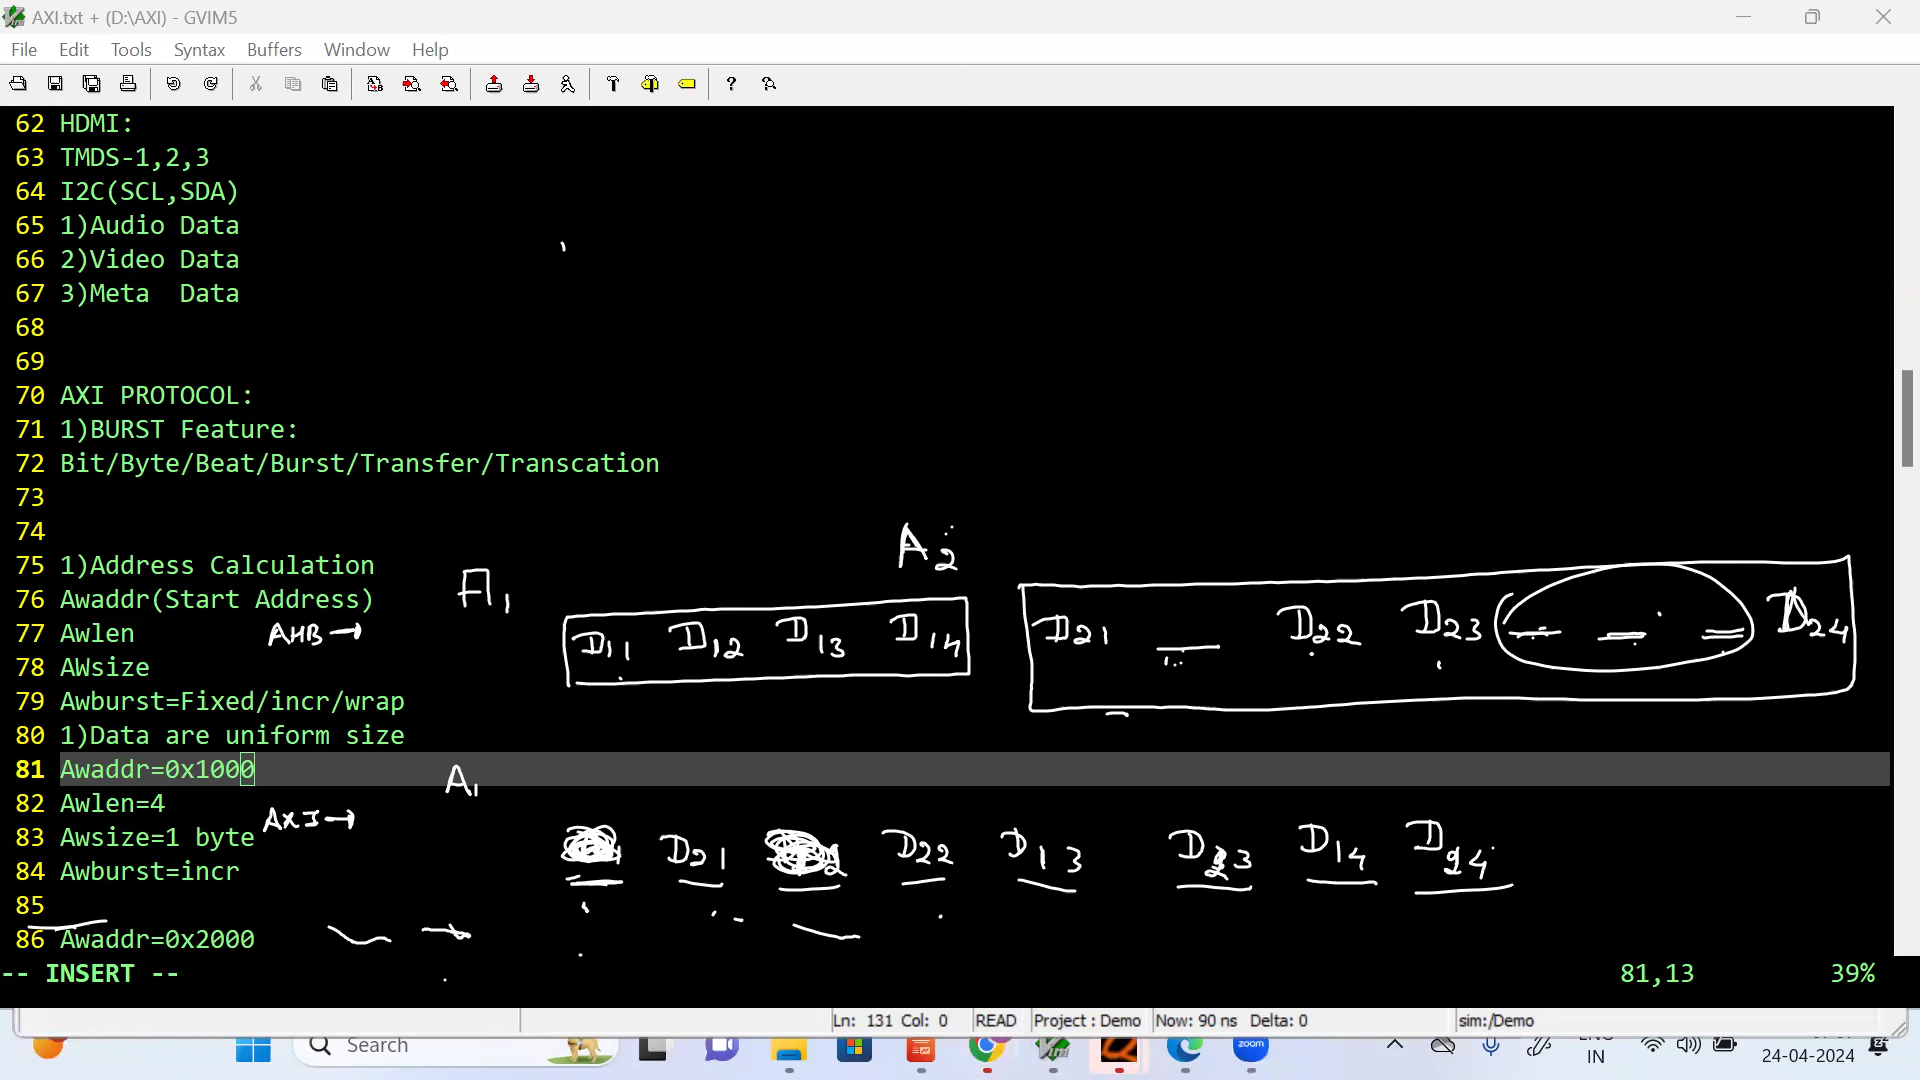 AXI.txt + (D:\AXI) - GVIM5
File Edit Tools Syntax Buffers Window Help
62 HDMI:
63 TMDS-1,2,3
64 I2C(SCL,SDA)
65 1)Audio Data
66 2)Video Data
67 3)Meta  Data
68
69
70 AXI PROTOCOL:
71 1)BURST Feature:
72 Bit/Byte/Beat/Burst/Transfer/Transcation
73
74
A2
75 1)Address Calculation
A1
76 Awaddr(Start Address)
77 Awlen
AHB →
D11 D12 D13 D14 D21 D22 D23 D24
78 AWsize
79 Awburst=Fixed/incr/wrap
80 1)Data are uniform size
81 Awaddr=0x1000
A1
82 Awlen=4
AXI →
83 Awsize=1 byte
D21 D22 D13 D23 D14 D24
84 Awburst=incr
85
86 Awaddr=0x2000
-- INSERT -- 81,13 39%
Ln: 131 Col: 0 READ Project : Demo Now: 90 ns Delta: 0 sim:/Demo
Search
zoom
IN
24-04-2024